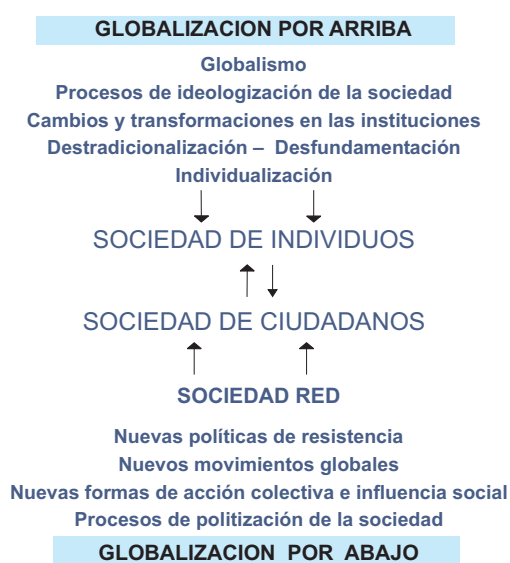 GLOBALIZACION POR ARRIBA
Globalismo
Procesos de ideologización de la sociedad
Cambios y transformaciones en las instituciones
Destradicionalización – Desfundamentación
Individualización
SOCIEDAD DE INDIVIDUOS
SOCIEDAD DE CIUDADANOS
SOCIEDAD RED
Nuevas políticas de resistencia
Nuevos movimientos globales
Nuevas formas de acción colectiva e influencia social
Procesos de politización de la sociedad
GLOBALIZACION POR ABAJO